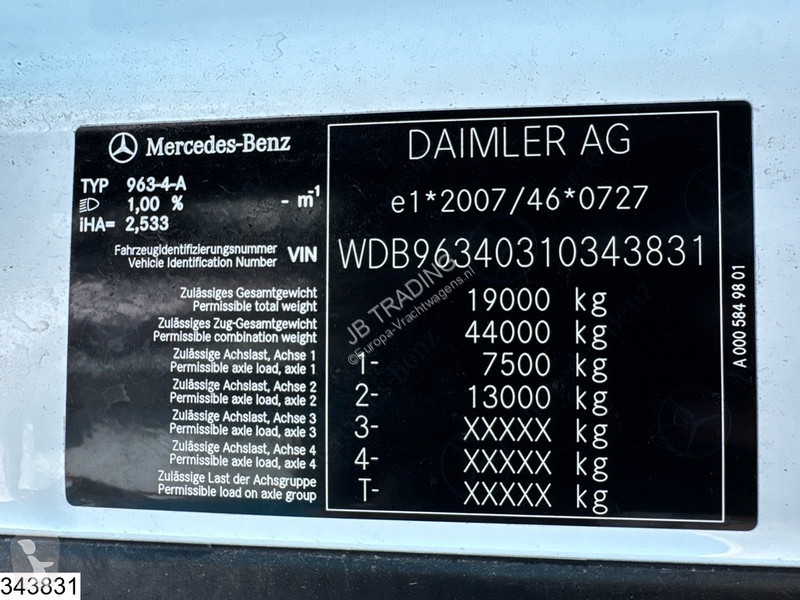 Mercedes-Benz
TYP 963-4-A
1,00 % - m-1
iHA= 2,533
Fahrzeugidentifizierungsnummer
Vehicle Identification Number VIN
Zulässiges Gesamtgewicht
Permissible total weight
Zulässiges Zug-Gesamtgewicht
Permissible combination weight
Zulässige Achslast, Achse 1
Permissible axle load, axle 1
Zulässige Achslast, Achse 2
Permissible axle load, axle 2
Zulässige Achslast, Achse 3
Permissible axle load, axle 3
Zulässige Achslast, Achse 4
Permissible axle load, axle 4
Zulässige Last der Achsgruppe
Permissible load on axle group
DAIMLER AG
e1*2007/46*0727
WDB96340310343831
19000 kg
44000 kg
1- 7500 kg
2- 13000 kg
3- XXXXX kg
4- XXXXX kg
T- XXXXX kg
A 000 584 98 01
JB TRADING
©Europa-Vrachtwagens.nl
343831